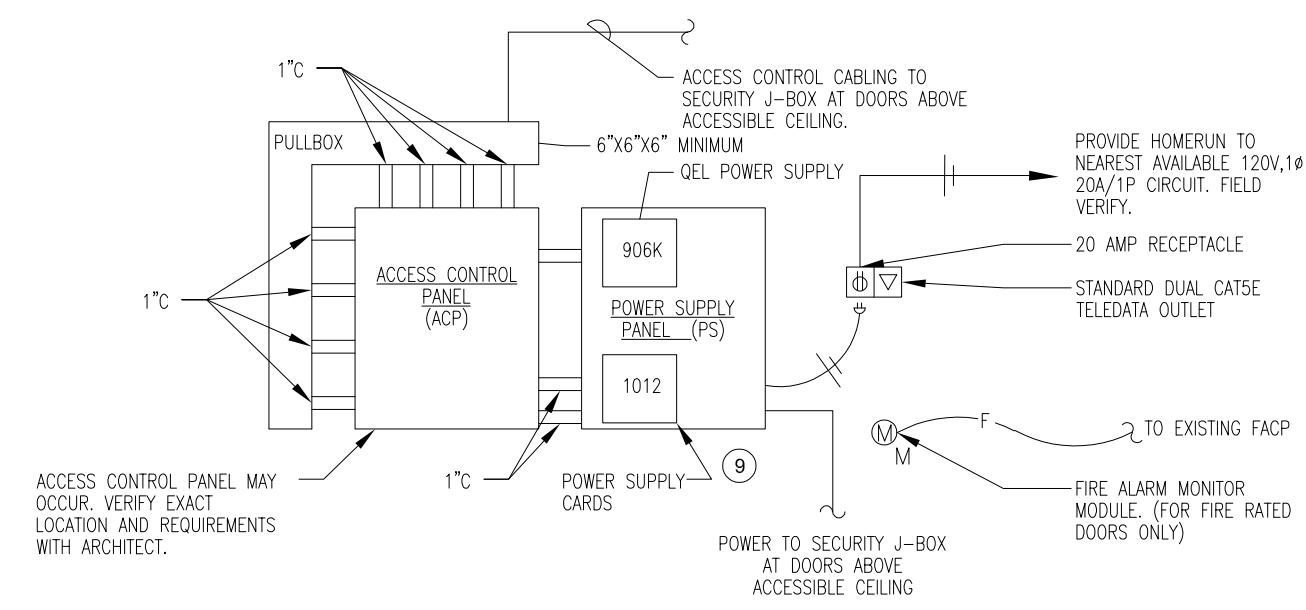 1"C
ACCESS CONTROL CABLING TO
SECURITY J-BOX AT DOORS ABOVE
ACCESSIBLE CEILING.
PULLBOX
6"X6"X6" MINIMUM
QEL POWER SUPPLY
PROVIDE HOMERUN TO
NEAREST AVAILABLE 120V,1ø
20A/1P CIRCUIT. FIELD
VERIFY.
906K
20 AMP RECEPTACLE
ACCESS CONTROL
PANEL
(ACP)
1"C
POWER SUPPLY
PANEL (PS)
STANDARD DUAL CAT5E
TELEDATA OUTLET
1012
M
F
TO EXISTING FACP
M
9
1"C
POWER SUPPLY
CARDS
ACCESS CONTROL PANEL MAY
OCCUR. VERIFY EXACT
LOCATION AND REQUIREMENTS
WITH ARCHITECT.
FIRE ALARM MONITOR
MODULE. (FOR FIRE RATED
DOORS ONLY)
POWER TO SECURITY J-BOX
AT DOORS ABOVE
ACCESSIBLE CEILING